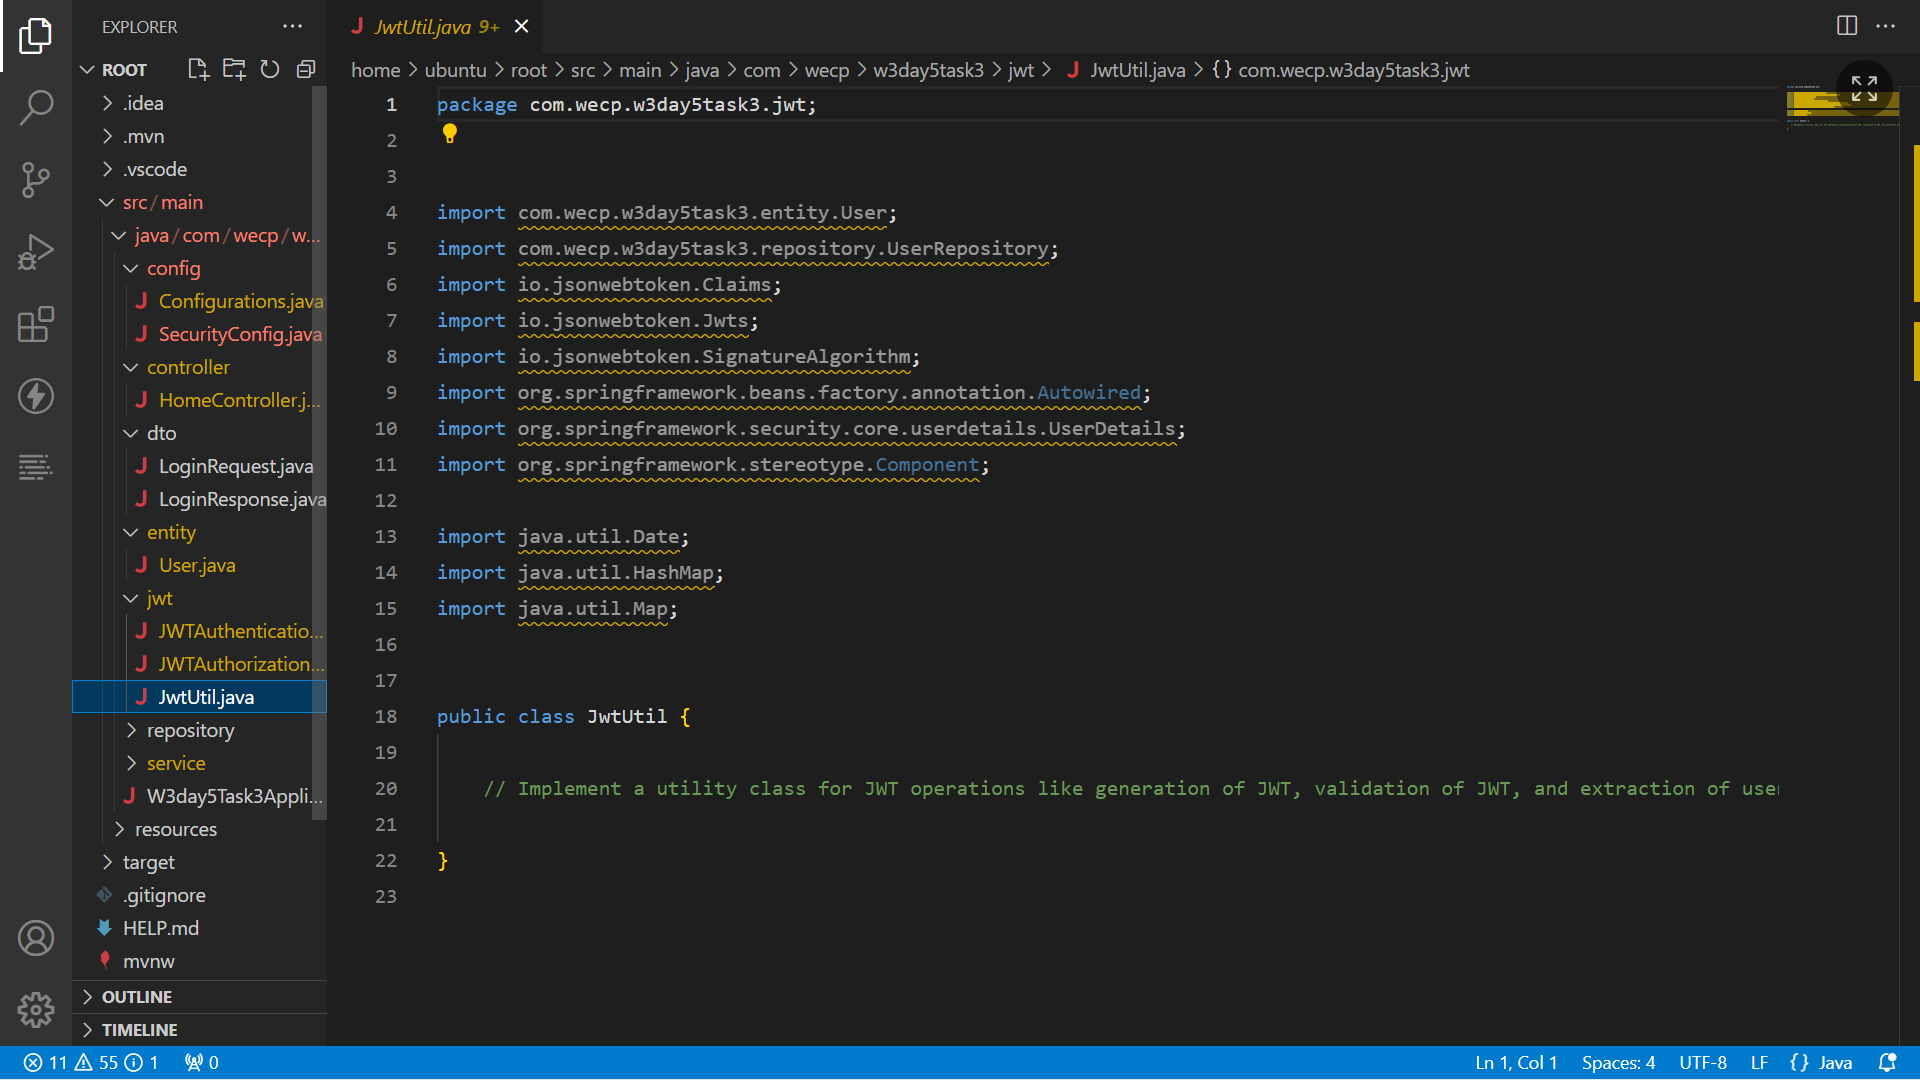 EXPLORER
ROOT
.idea
.mvn
.vscode
src/main
java/com/wecp/w...
config
Configurations.java
SecurityConfig.java
controller
HomeController.j...
dto
LoginRequest.java
LoginResponse.java
entity
User.java
jwt
JWTAuthenticatio...
JWTAuthorization...
JwtUtil.java
repository
service
W3day5Task3Appli...
resources
target
.gitignore
HELP.md
mvnw
OUTLINE
TIMELINE
JwtUtil.java 9+
home > ubuntu > root > src > main > java > com > wecp > w3day5task3 > jwt > JwtUtil.java > {} com.wecp.w3day5task3.jwt
1 package com.wecp.w3day5task3.jwt;
2
3
4 import com.wecp.w3day5task3.entity.User;
5 import com.wecp.w3day5task3.repository.UserRepository;
6 import io.jsonwebtoken.Claims;
7 import io.jsonwebtoken.Jwts;
8 import io.jsonwebtoken.SignatureAlgorithm;
9 import org.springframework.beans.factory.annotation.Autowired;
10 import org.springframework.security.core.userdetails.UserDetails;
11 import org.springframework.stereotype.Component;
12
13 import java.util.Date;
14 import java.util.HashMap;
15 import java.util.Map;
16
17
18 public class JwtUtil {
19
20 // Implement a utility class for JWT operations like generation of JWT, validation of JWT, and extraction of use
21
22 }
23
11 55 1 0
Ln 1, Col 1 Spaces: 4 UTF-8 LF {} Java